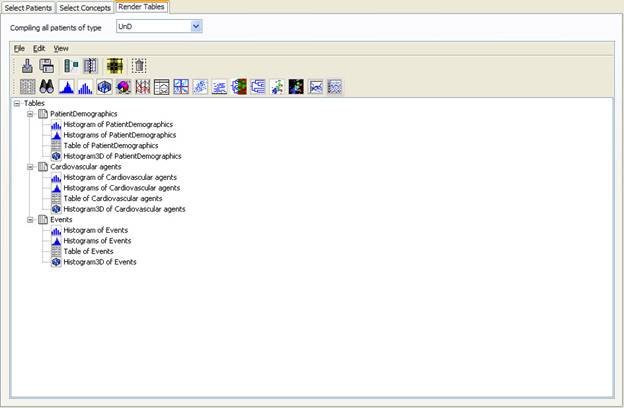 Select Patients Select Concepts Render Tables
Compiling all patients of type UnD
File Edit View
Tables
PatientDemographics
Histogram of PatientDemographics
Histograms of PatientDemographics
Table of PatientDemographics
Histogram3D of PatientDemographics
Cardiovascular agents
Histogram of Cardiovascular agents
Histograms of Cardiovascular agents
Table of Cardiovascular agents
Histogram3D of Cardiovascular agents
Events
Histogram of Events
Histograms of Events
Table of Events
Histogram3D of Events